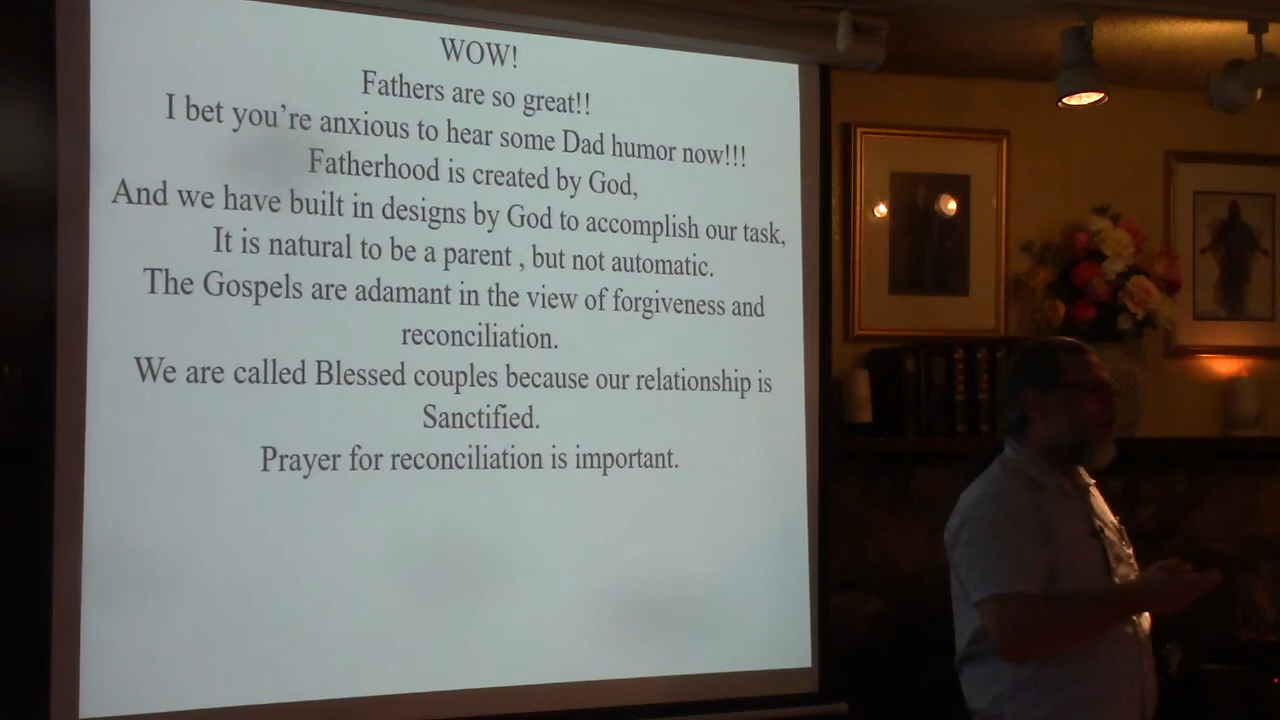 WOW!
Fathers are so great!!
I bet you're anxious to hear some Dad humor now!!!
Fatherhood is created by God,
And we have built in designs by God to accomplish our task,
It is natural to be a parent , but not automatic.
The Gospels are adamant in the view of forgiveness and
reconciliation.
We are called Blessed couples because our relationship is
Sanctified.
Prayer for reconciliation is important.